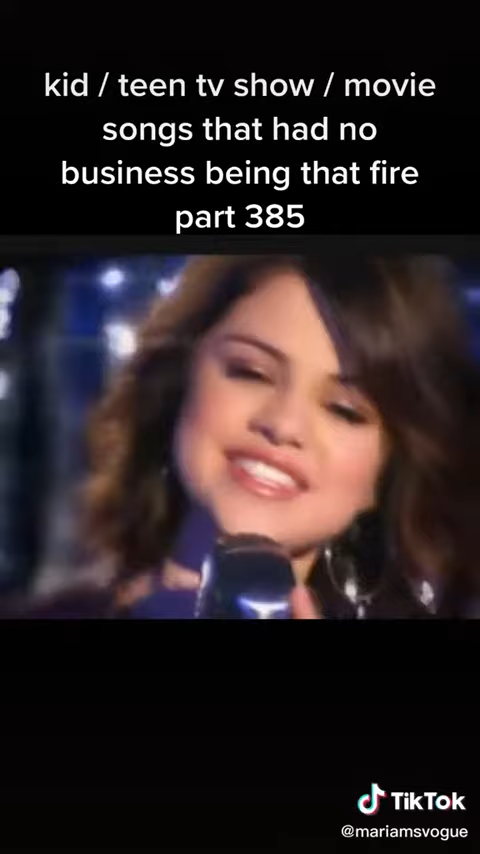 kid / teen tv show / movie
songs that had no
business being that fire
part 385
TikTok
@mariamsvogue